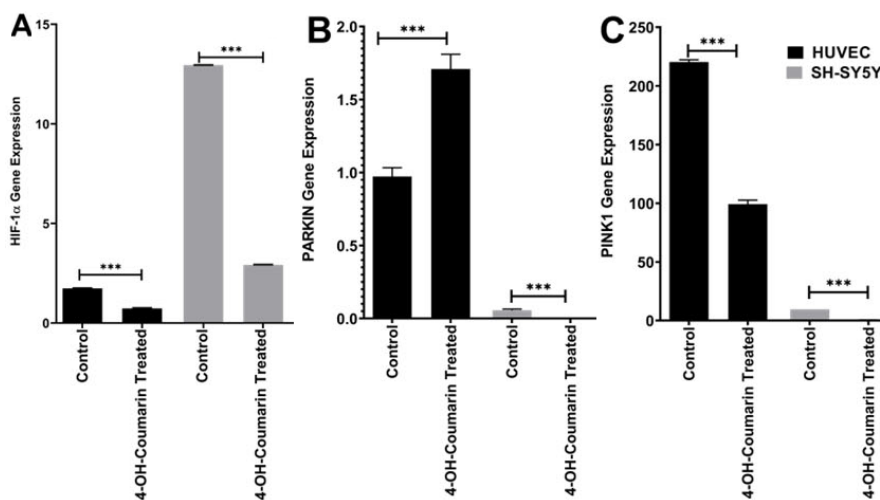 A
HIF-1α Gene Expression
15
10
5
0
***
***
Control
4-OH-Coumarin Treated
Control
4-OH-Coumarin Treated
B
PARKIN Gene Expression
2.0
1.5
1.0
0.5
0.0
***
***
Control
4-OH-Coumarin Treated
Control
4-OH-Coumarin Treated
C
PINK1 Gene Expression
250
200
150
100
50
0
***
***
Control
4-OH-Coumarin Treated
Control
4-OH-Coumarin Treated
HUVEC
SH-SY5Y